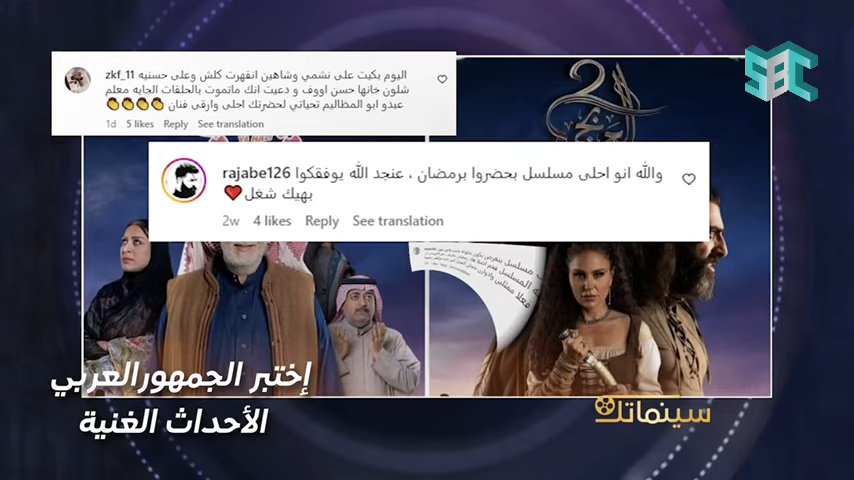 SBC
zkf_11 اليوم بكيت على نشمي وشاهين انقهرت كلش وعلى حسنيه
شلون خانها حسن اووف و دعيت انك ماتموت بالحلقات الجايه معلم
عبدو ابو المظاليم تحياتي لحضرتك احلى وارقى فنان 👏👏👏👏
1d 5 likes Reply See translation
rajabe126 والله انو احلى مسلسل بحضروا برمضان ، عنجد الله يوفقكوا
بهيك شغل❤️
2w 4 likes Reply See translation
إختبر الجمهورالعربي
الأحداث الغنية
سينماتك